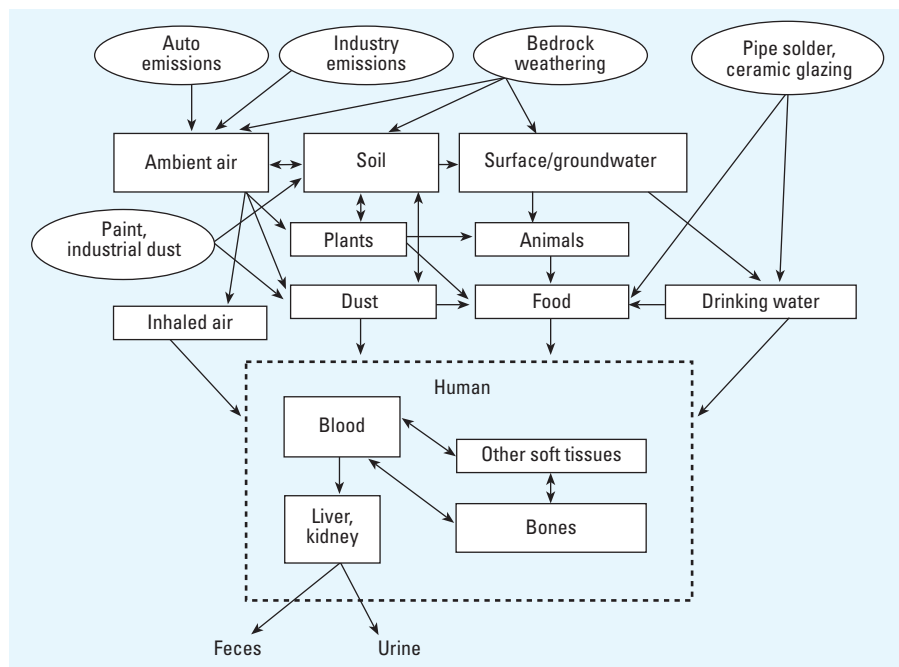 Auto
emissions
Industry
emissions
Bedrock
weathering
Pipe solder,
ceramic glazing
Ambient air
Soil
Surface/groundwater
Paint,
industrial dust
Plants
Animals
Inhaled air
Dust
Food
Drinking water
Human
Blood
Other soft tissues
Liver,
kidney
Bones
Feces
Urine